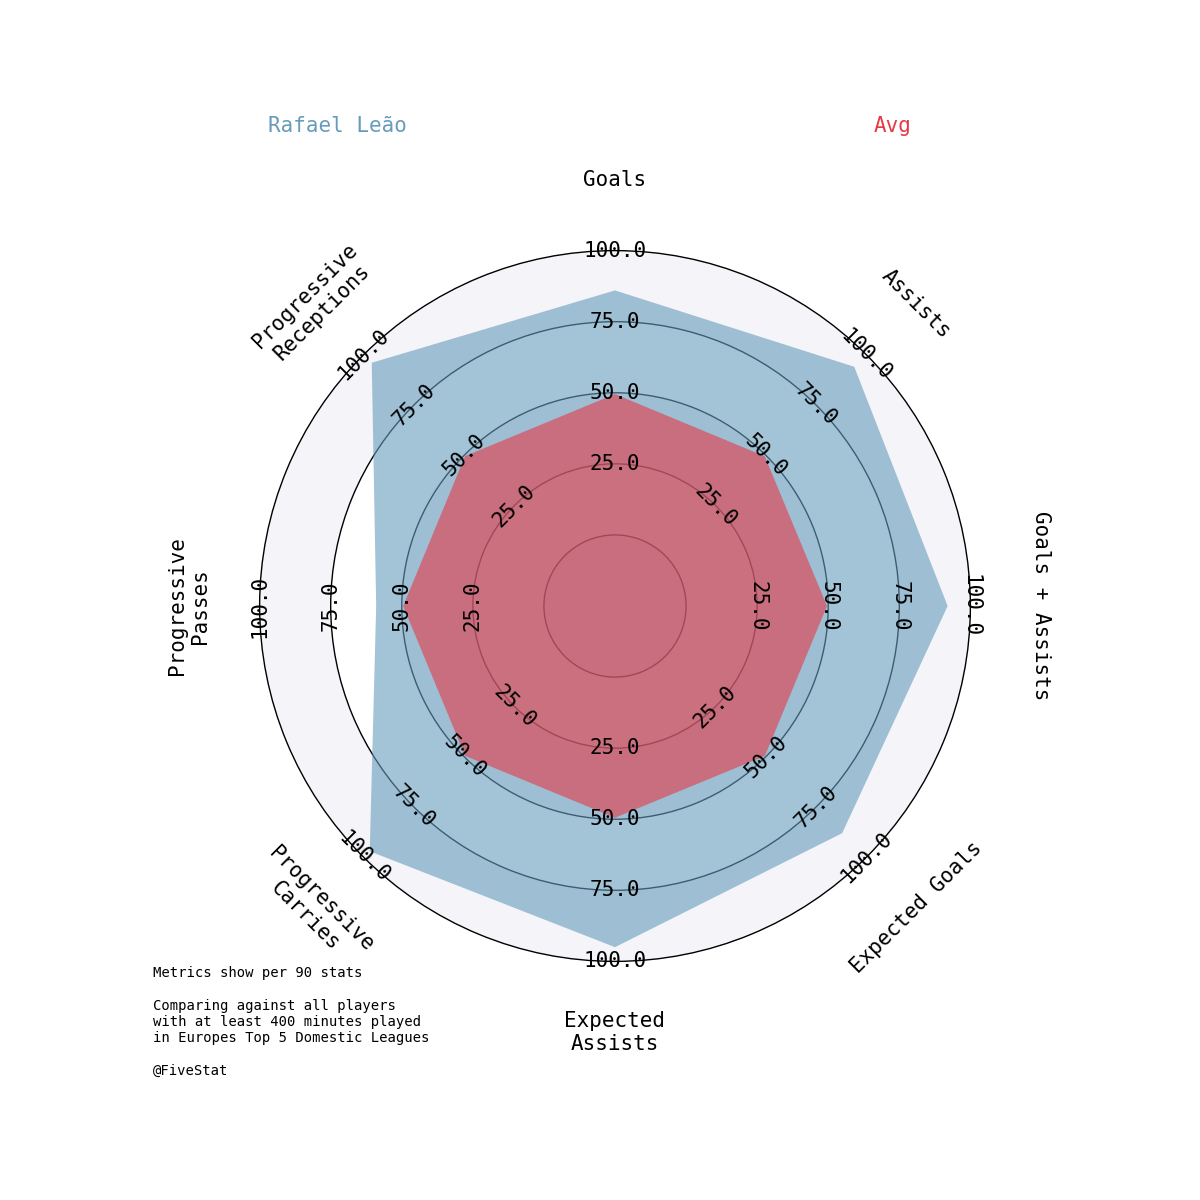 Rafael Leão
Avg
Goals
Assists
Goals + Assists
Expected Goals
Expected
Assists
Progressive
Carries
Progressive
Passes
Progressive
Receptions
25.0
50.0
75.0
100.0
25.0
50.0
75.0
100.0
25.0
50.0
75.0
100.0
25.0
50.0
75.0
100.0
25.0
50.0
75.0
100.0
25.0
50.0
75.0
100.0
25.0
50.0
75.0
100.0
25.0
50.0
75.0
100.0
Metrics show per 90 stats
Comparing against all players
with at least 400 minutes played
in Europes Top 5 Domestic Leagues
@FiveStat